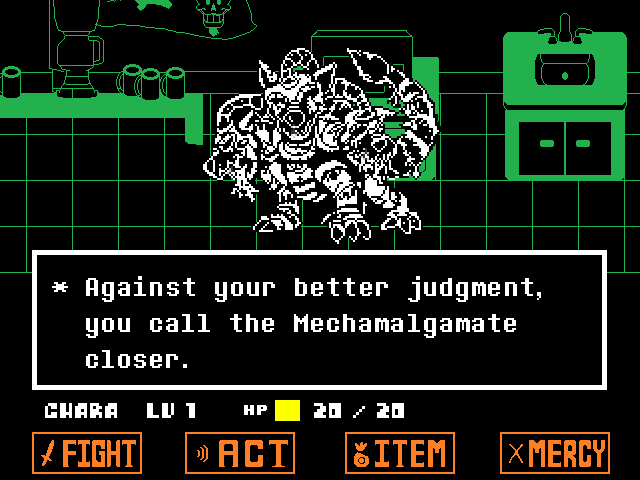 * Against your better judgment,
you call the Mechamalgamate
closer.
CHARA LV 1 HP 20 / 20
FIGHT ACT ITEM MERCY